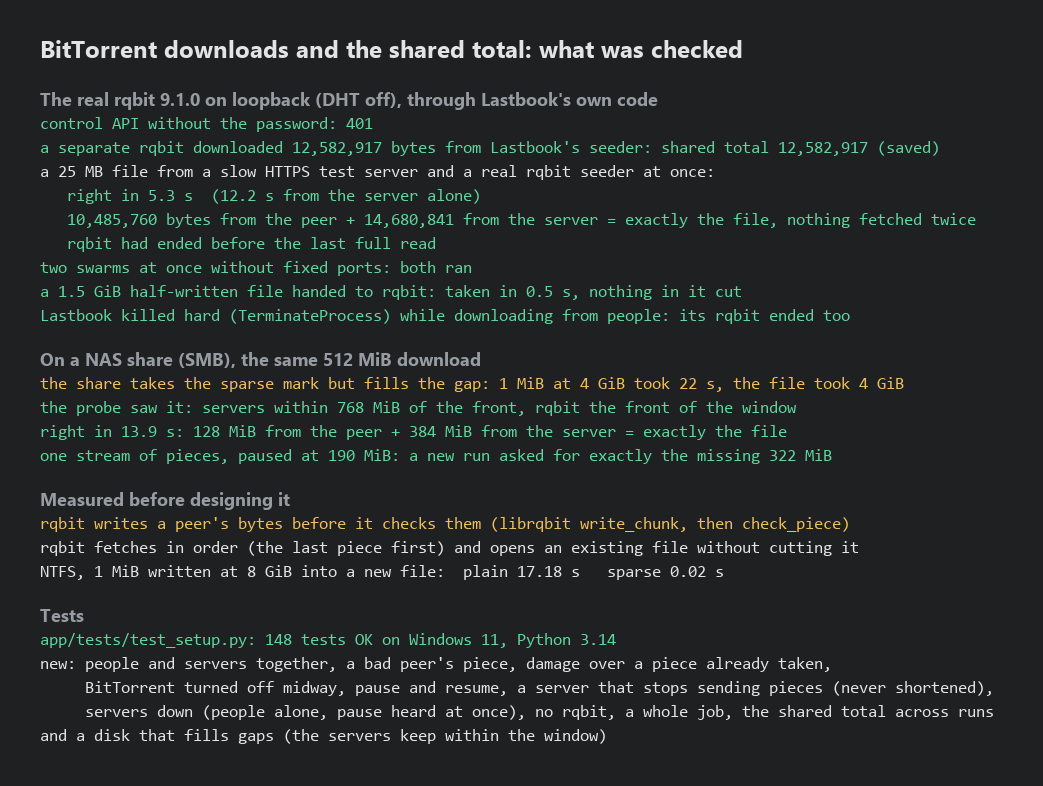 BitTorrent downloads and the shared total: what was checked
The real rqbit 9.1.0 on loopback (DHT off), through Lastbook's own code
control API without the password: 401
a separate rqbit downloaded 12,582,917 bytes from Lastbook's seeder: shared total 12,582,917 (saved)
a 25 MB file from a slow HTTPS test server and a real rqbit seeder at once:
right in 5.3 s  (12.2 s from the server alone)
10,485,760 bytes from the peer + 14,680,841 from the server = exactly the file, nothing fetched twice
rqbit had ended before the last full read
two swarms at once without fixed ports: both ran
a 1.5 GiB half-written file handed to rqbit: taken in 0.5 s, nothing in it cut
Lastbook killed hard (TerminateProcess) while downloading from people: its rqbit ended too
On a NAS share (SMB), the same 512 MiB download
the share takes the sparse mark but fills the gap: 1 MiB at 4 GiB took 22 s, the file took 4 GiB
the probe saw it: servers within 768 MiB of the front, rqbit the front of the window
right in 13.9 s: 128 MiB from the peer + 384 MiB from the server = exactly the file
one stream of pieces, paused at 190 MiB: a new run asked for exactly the missing 322 MiB
Measured before designing it
rqbit writes a peer's bytes before it checks them (librqbit write_chunk, then check_piece)
rqbit fetches in order (the last piece first) and opens an existing file without cutting it
NTFS, 1 MiB written at 8 GiB into a new file:  plain 17.18 s   sparse 0.02 s
Tests
app/tests/test_setup.py: 148 tests OK on Windows 11, Python 3.14
new: people and servers together, a bad peer's piece, damage over a piece already taken,
BitTorrent turned off midway, pause and resume, a server that stops sending pieces (never shortened),
servers down (people alone, pause heard at once), no rqbit, a whole job, the shared total across runs
and a disk that fills gaps (the servers keep within the window)